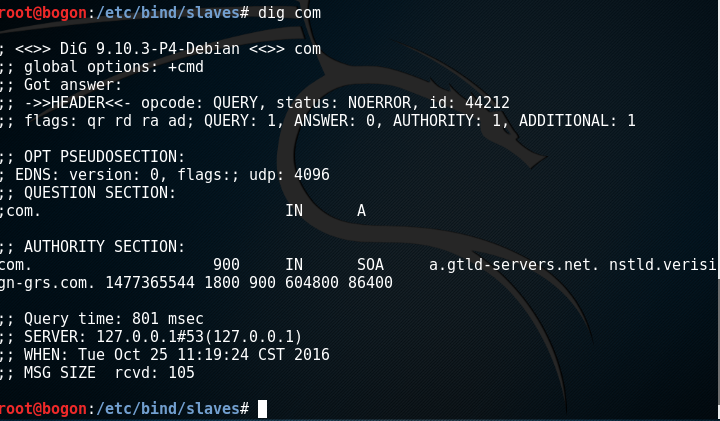 root@bogon:/etc/bind/slaves# dig com
; <<>> DiG 9.10.3-P4-Debian <<>> com
;; global options: +cmd
;; Got answer:
;; ->>HEADER<<- opcode: QUERY, status: NOERROR, id: 44212
;; flags: qr rd ra ad; QUERY: 1, ANSWER: 0, AUTHORITY: 1, ADDITIONAL: 1
;; OPT PSEUDOSECTION:
; EDNS: version: 0, flags:; udp: 4096
;; QUESTION SECTION:
;com. IN A
;; AUTHORITY SECTION:
com. 900 IN SOA a.gtld-servers.net. nstld.verisi
gn-grs.com. 1477365544 1800 900 604800 86400
;; Query time: 801 msec
;; SERVER: 127.0.0.1#53(127.0.0.1)
;; WHEN: Tue Oct 25 11:19:24 CST 2016
;; MSG SIZE rcvd: 105
root@bogon:/etc/bind/slaves#